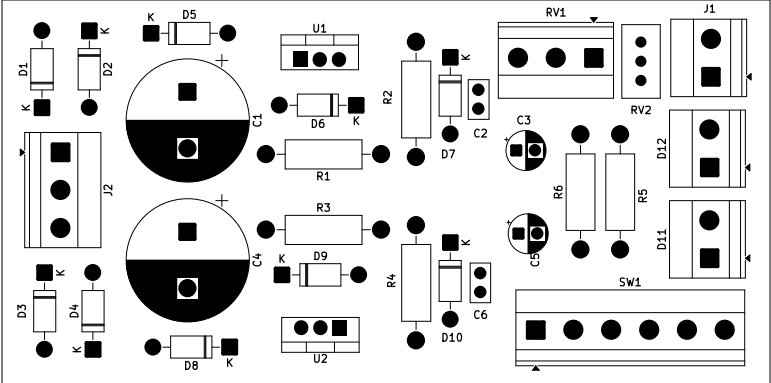 D5
K
U1
RV1
J1
D1
K
D2
K
C1
D6
K
R2
K
D7
C2
RV2
C3
D12
R1
J2
R6
R5
R3
D11
K
D3
D4
K
C4
K
D9
R4
K
D10
C6
C5
SW1
D8
K
U2